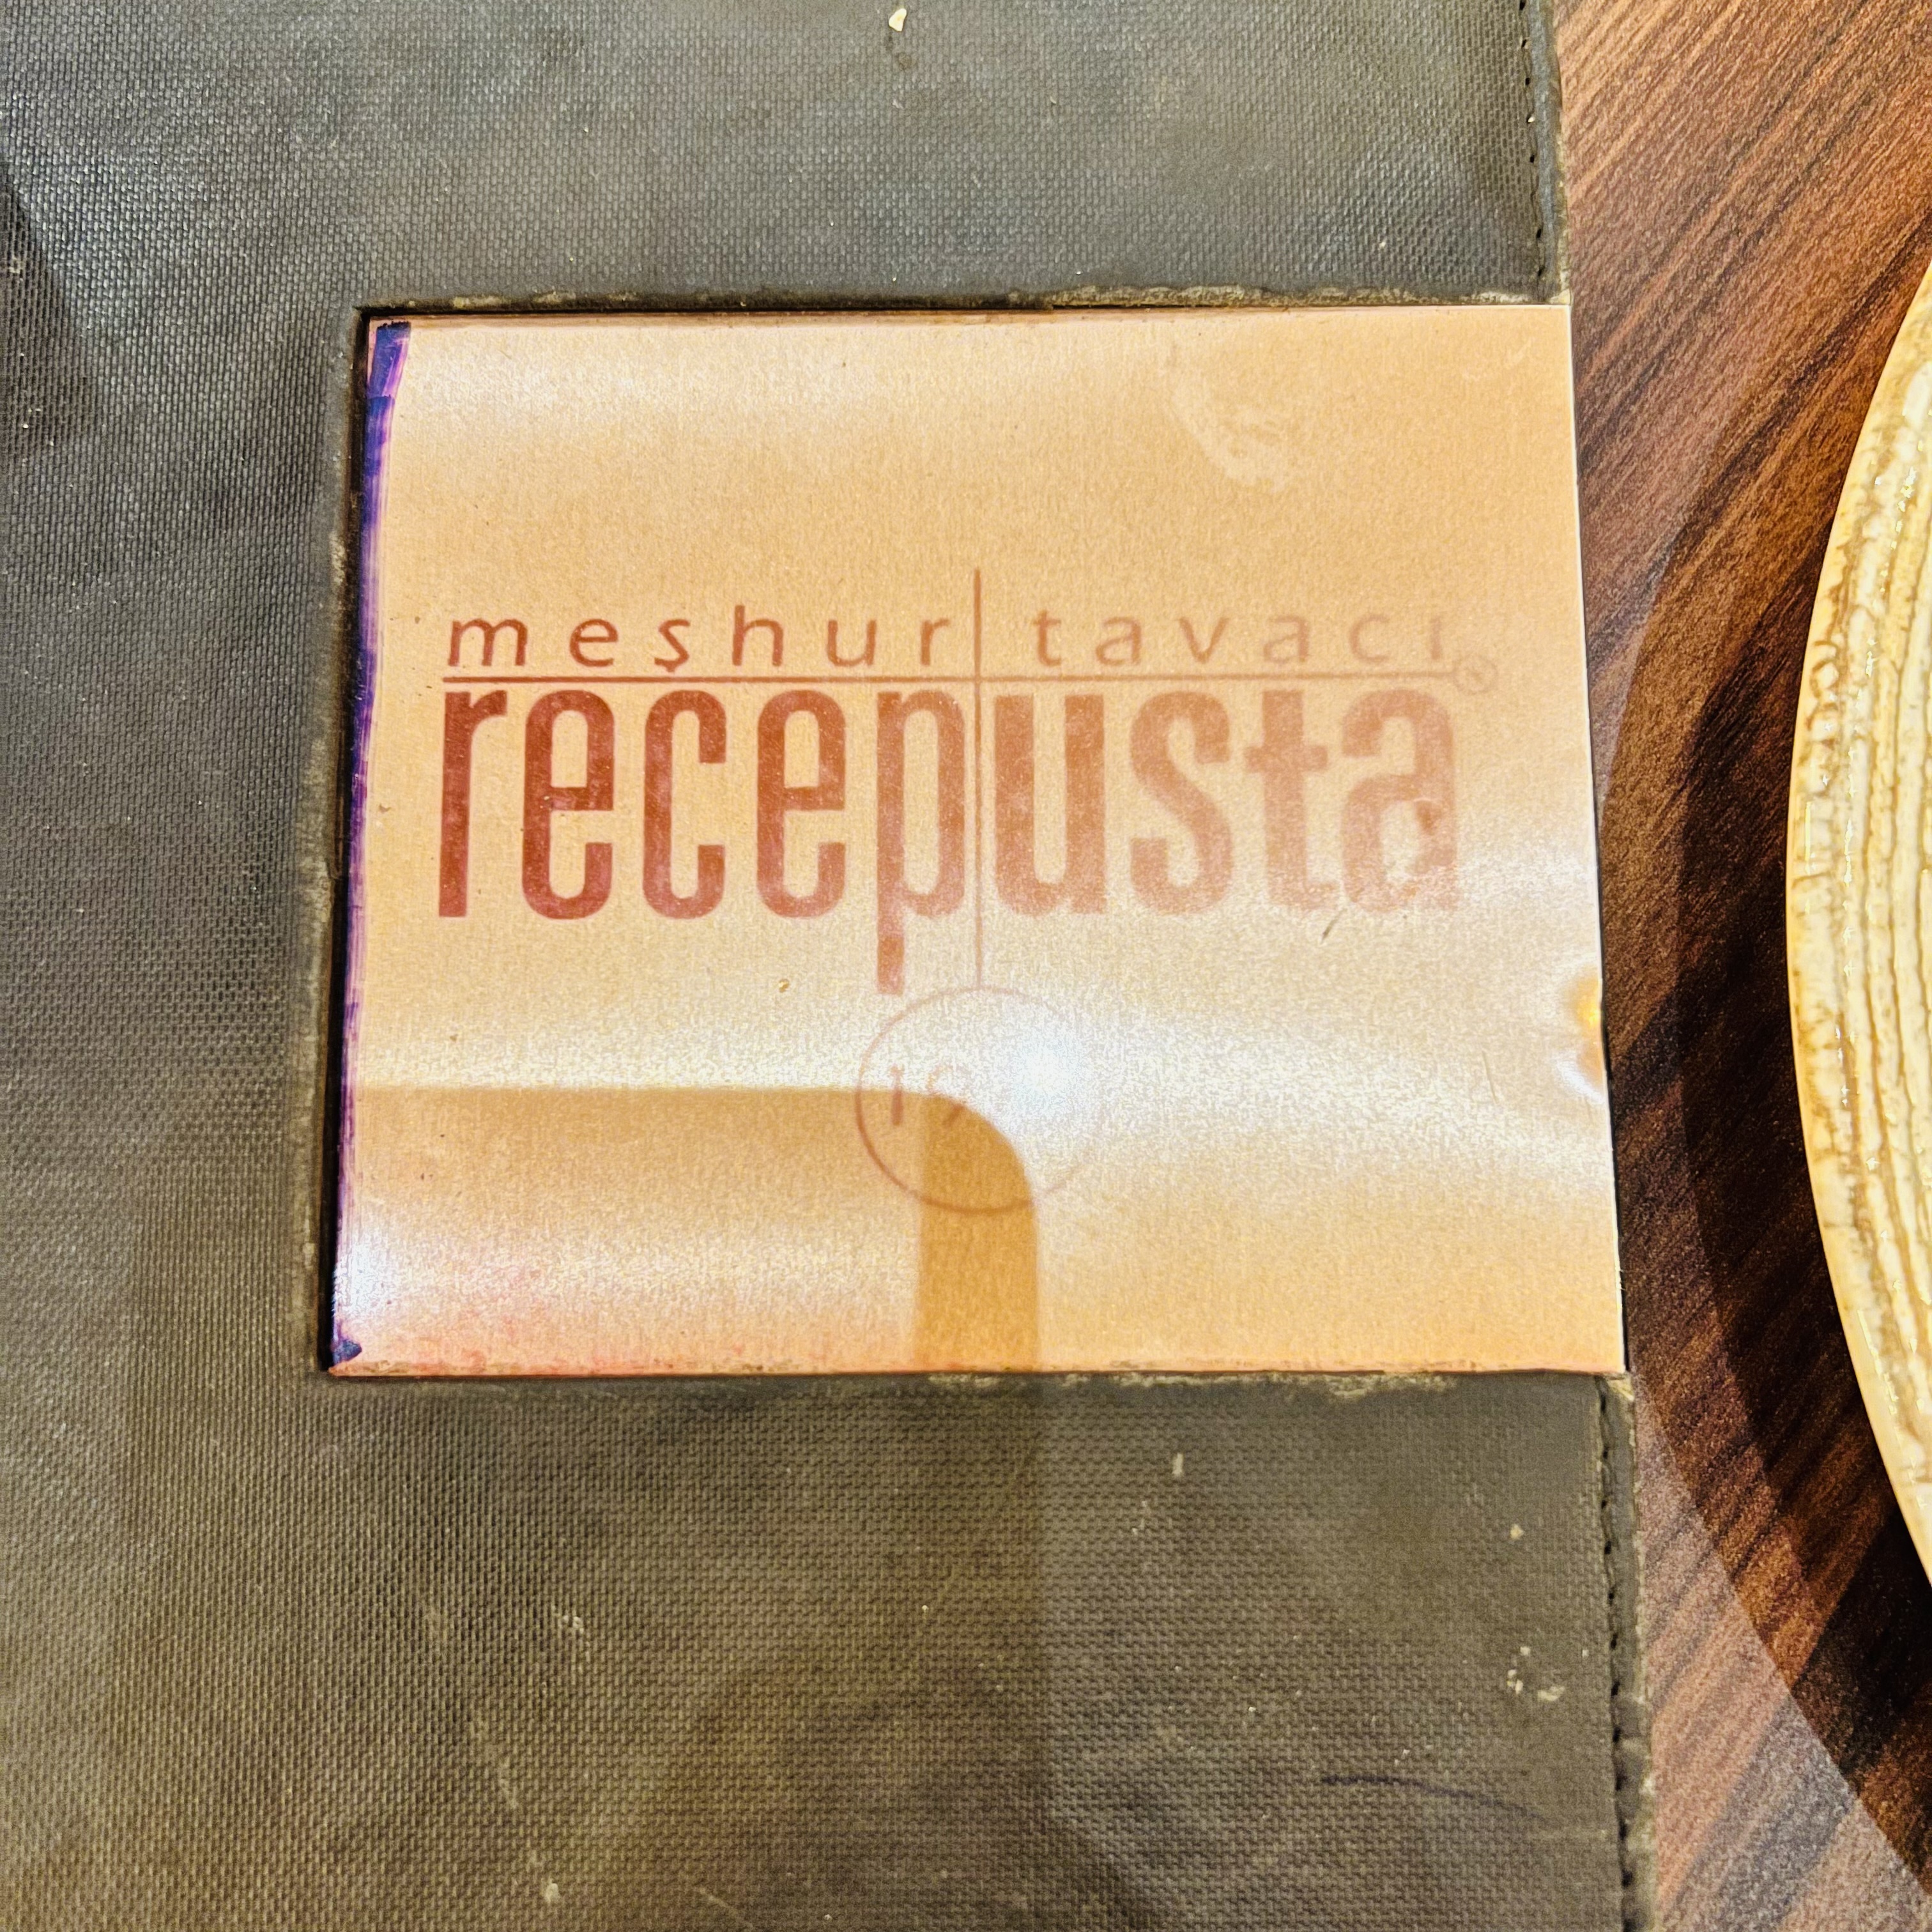 meşhur tavacı
recepusta